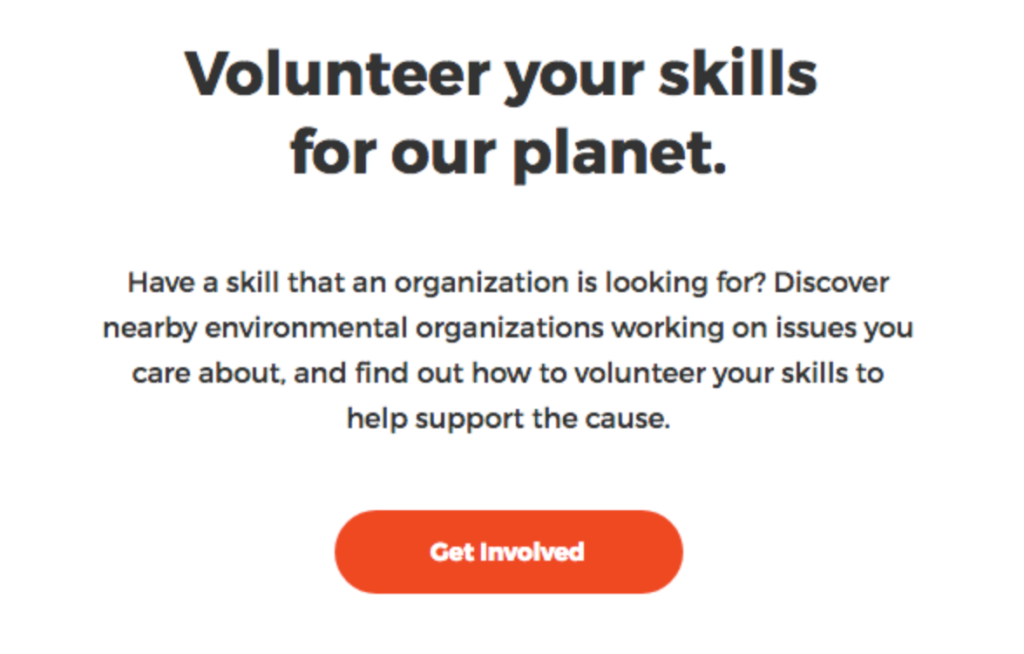 Volunteer your skills
for our planet.
Have a skill that an organization is looking for? Discover
nearby environmental organizations working on issues you
care about, and find out how to volunteer your skills to
help support the cause.
Get Involved